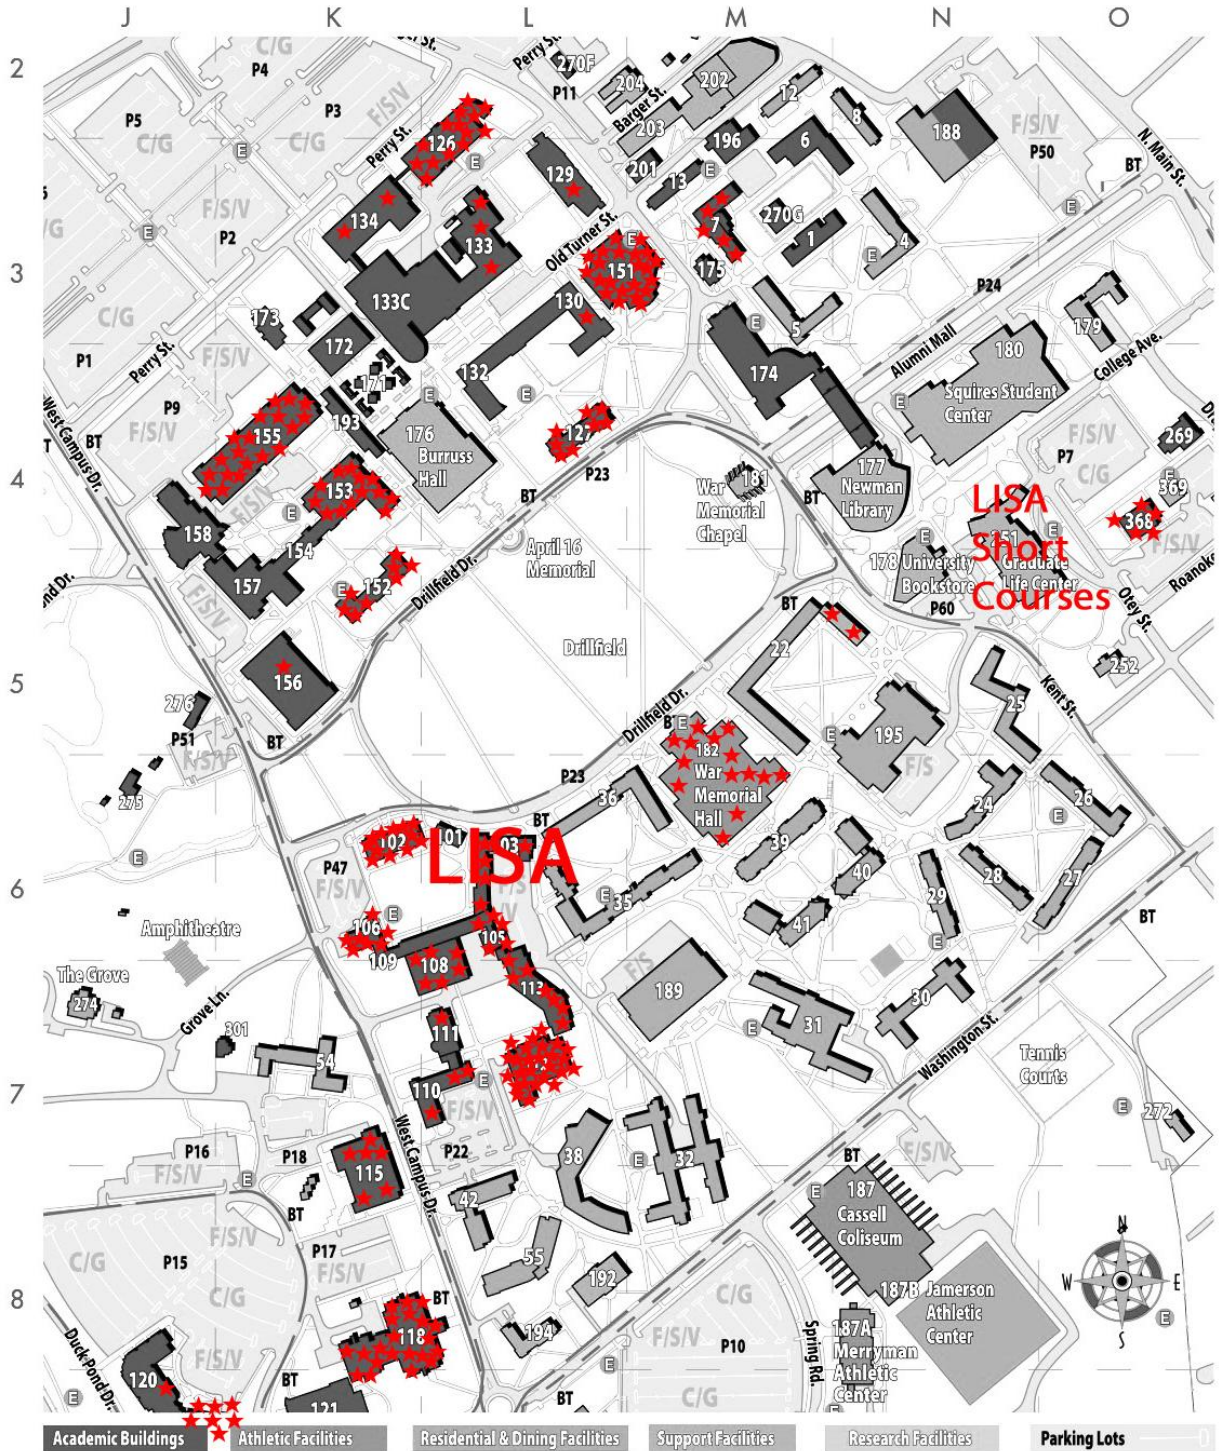 J K L M N O
2
3
4
5
6
7
8
C/G
P4
er St.
Perry St.
270F
P11
204
Barger St.
202
12
8
188
F/S/V
P50
N. Main St.
BT
P5
C/G
P3
F/S/V
Perry St.
126
129
203
201
13
196
6
E
F/S/V
P2
134
133
Old Turner St.
151
7
270G
1
4
175
C/G
P1
173
133C
130
P24
5
179
172
Perry St.
F/S/V
171
132
174
Alumni Mall
180
Squires Student
Center
College Ave.
West Campus Dr.
BT
P9
F/S/V
155
193
176
Burruss
Hall
127
P23
BT
F/S/V
P7
C/G
269
369
153
F/S/V
158
154
157
181
War
Memorial
Chapel
177
Newman
Library
BT
LISA
Short
Courses
368
F/S/V
Roanoke
April 16
Memorial
152
Drillfield Dr.
178 University
Bookstore
Graduate
Life Center
P60
Otey St.
F/S/V
156
Drillfield
BT
22
252
276
P51
F/S/V
BT
Drillfield Dr.
182
War
Memorial
Hall
195
F/S
25
Kent St.
275
P23
36
24
26
102
101
BT
LISA
103
39
P47
F/S/V
40
29
28
27
106
35
41
BT
Amphitheatre
109
105
108
F/S
189
The Grove
274
Grove Ln.
113
30
31
301
54
111
Washington St.
Tennis
Courts
110
F/S/V
272
P16
F/S/V
P18
West Campus Dr.
P22
38
32
BT
F/S/V
115
187
Cassell
Coliseum
BT
42
F/S/V
C/G
P15
P17
F/S/V
55
192
187B
Jamerson
Athletic
Center
N
W E
S
C/G
118
BT
194
C/G
F/S/V
P10
Spring Rd.
187A
Merryman
Athletic
Center
Duck Pond Dr.
120
F/S/V
BT
121
BT
C/G
Academic Buildings
Athletic Facilities
Residential & Dining Facilities
Support Facilities
Research Facilities
Parking Lots